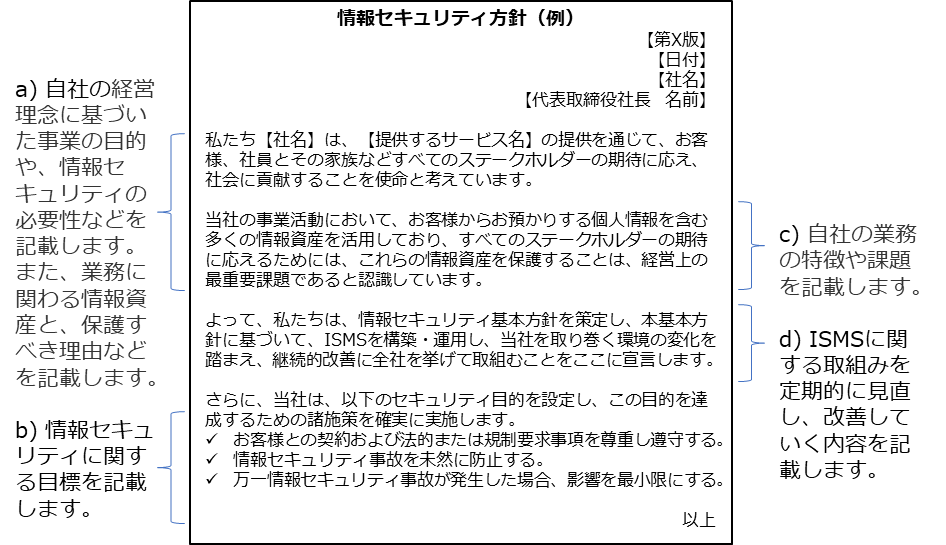 情報セキュリティ方針（例）
【第X版】
【日付】
【社名】
【代表取締役社長　名前】
a) 自社の経営
理念に基づい
た事業の目的
や、情報セ
キュリティの
必要性などを
記載します。
また、業務に
関わる情報資
産と、保護す
べき理由など
を記載します。
私たち【社名】は、【提供するサービス名】の提供を通じて、お客
様、社員とその家族などすべてのステークホルダーの期待に応え、
社会に貢献することを使命と考えています。
当社の事業活動において、お客様からお預かりする個人情報を含む
多くの情報資産を活用しており、すべてのステークホルダーの期待
に応えるためには、これらの情報資産を保護することは、経営上の
最重要課題であると認識しています。
c) 自社の業務
の特徴や課題
を記載します。
よって、私たちは、情報セキュリティ基本方針を策定し、本基本方
針に基づいて、ISMSを構築・運用し、当社を取り巻く環境の変化を
踏まえ、継続的改善に全社を挙げて取組むことをここに宣言します。
d) ISMSに関
する取組みを
定期的に見直
し、改善して
いく内容を記
載します。
b) 情報セキュ
リティに関す
る目標を記載
します。
さらに、当社は、以下のセキュリティ目的を設定し、この目的を達
成するための諸施策を確実に実施します。
✓ お客様との契約および法的または規制要求事項を尊重し遵守する。
✓ 情報セキュリティ事故を未然に防止する。
✓ 万一情報セキュリティ事故が発生した場合、影響を最小限にする。
以上